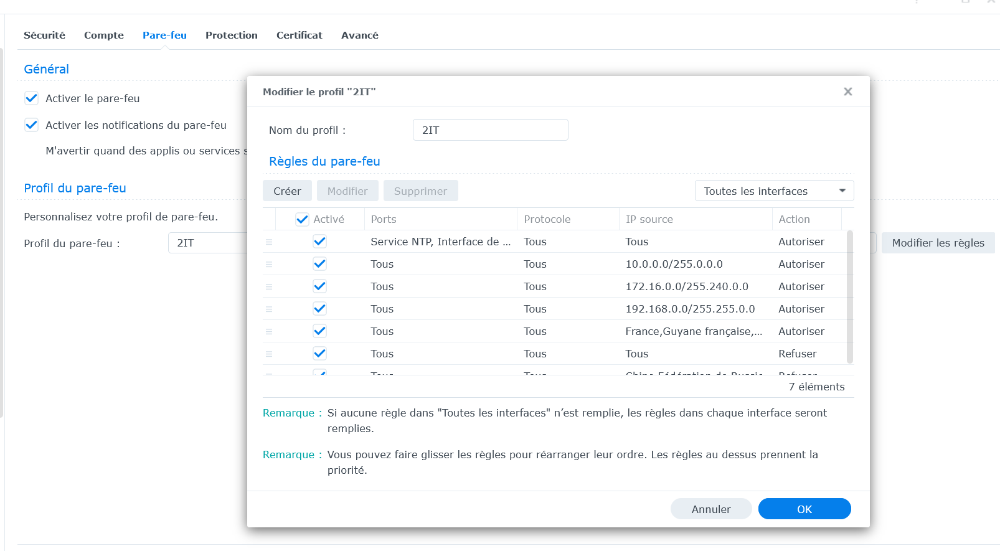 Sécurité Compte Pare-feu Protection Certificat Avancé
Général
Activer le pare-feu
Activer les notifications du pare-feu
M'avertir quand des applis ou services s
Profil du pare-feu
Personnalisez votre profil de pare-feu.
Profil du pare-feu : 2IT Modifier les règles
Modifier le profil "2IT"
Nom du profil : 2IT
Règles du pare-feu
Créer Modifier Supprimer Toutes les interfaces
Activé Ports Protocole IP source Action
Service NTP, Interface de ... Tous Tous Autoriser
Tous Tous 10.0.0.0/255.0.0.0 Autoriser
Tous Tous 172.16.0.0/255.240.0.0 Autoriser
Tous Tous 192.168.0.0/255.255.0.0 Autoriser
Tous Tous France,Guyane française,... Autoriser
Tous Tous Tous Refuser
Tous Tous Chine,Fédération de Russie Refuser
7 éléments
Remarque : Si aucune règle dans "Toutes les interfaces" n’est remplie, les règles dans chaque interface seront
remplies.
Remarque : Vous pouvez faire glisser les règles pour réarranger leur ordre. Les règles au dessus prennent la
priorité.
Annuler OK